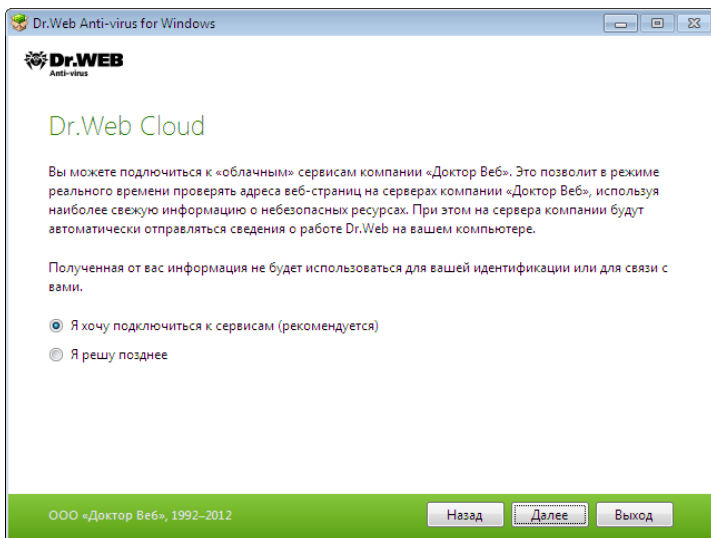 Dr.Web Anti-virus for Windows
Dr.WEB
Anti-virus
Dr.Web Cloud
Вы можете подлючиться к «облачным» сервисам компании «Доктор Веб». Это позволит в режиме
реального времени проверять адреса веб-страниц на серверах компании «Доктор Веб», используя
наиболее свежую информацию о небезопасных ресурсах. При этом на сервера компании будут
автоматически отправляться сведения о работе Dr.Web на вашем компьютере.
Полученная от вас информация не будет использоваться для вашей идентификации или для связи с
вами.
Я хочу подключиться к сервисам (рекомендуется)
Я решу позднее
ООО «Доктор Веб», 1992–2012
Назад
Далее
Выход